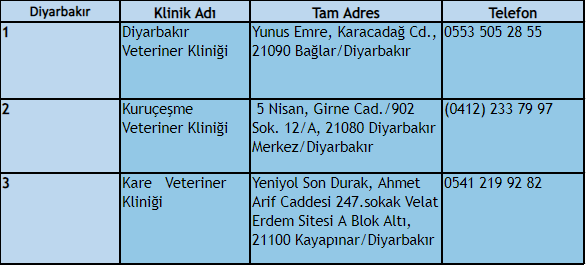 Diyarbakır Klinik Adı Tam Adres Telefon
1 Diyarbakır Yunus Emre, Karacadağ Cd., 0553 505 28 55
Veteriner Kliniği 21090 Bağlar/Diyarbakır
2 Kuruçeşme 5 Nisan, Girne Cad./902 (0412) 233 79 97
Veteriner Kliniği Sok. 12/A, 21080 Diyarbakır
Merkez/Diyarbakır
3 Kare Veteriner Yeniyol Son Durak, Ahmet 0541 219 92 82
Kliniği Arif Caddesi 247.sokak Velat
Erdem Sitesi A Blok Altı,
21100 Kayapınar/Diyarbakır